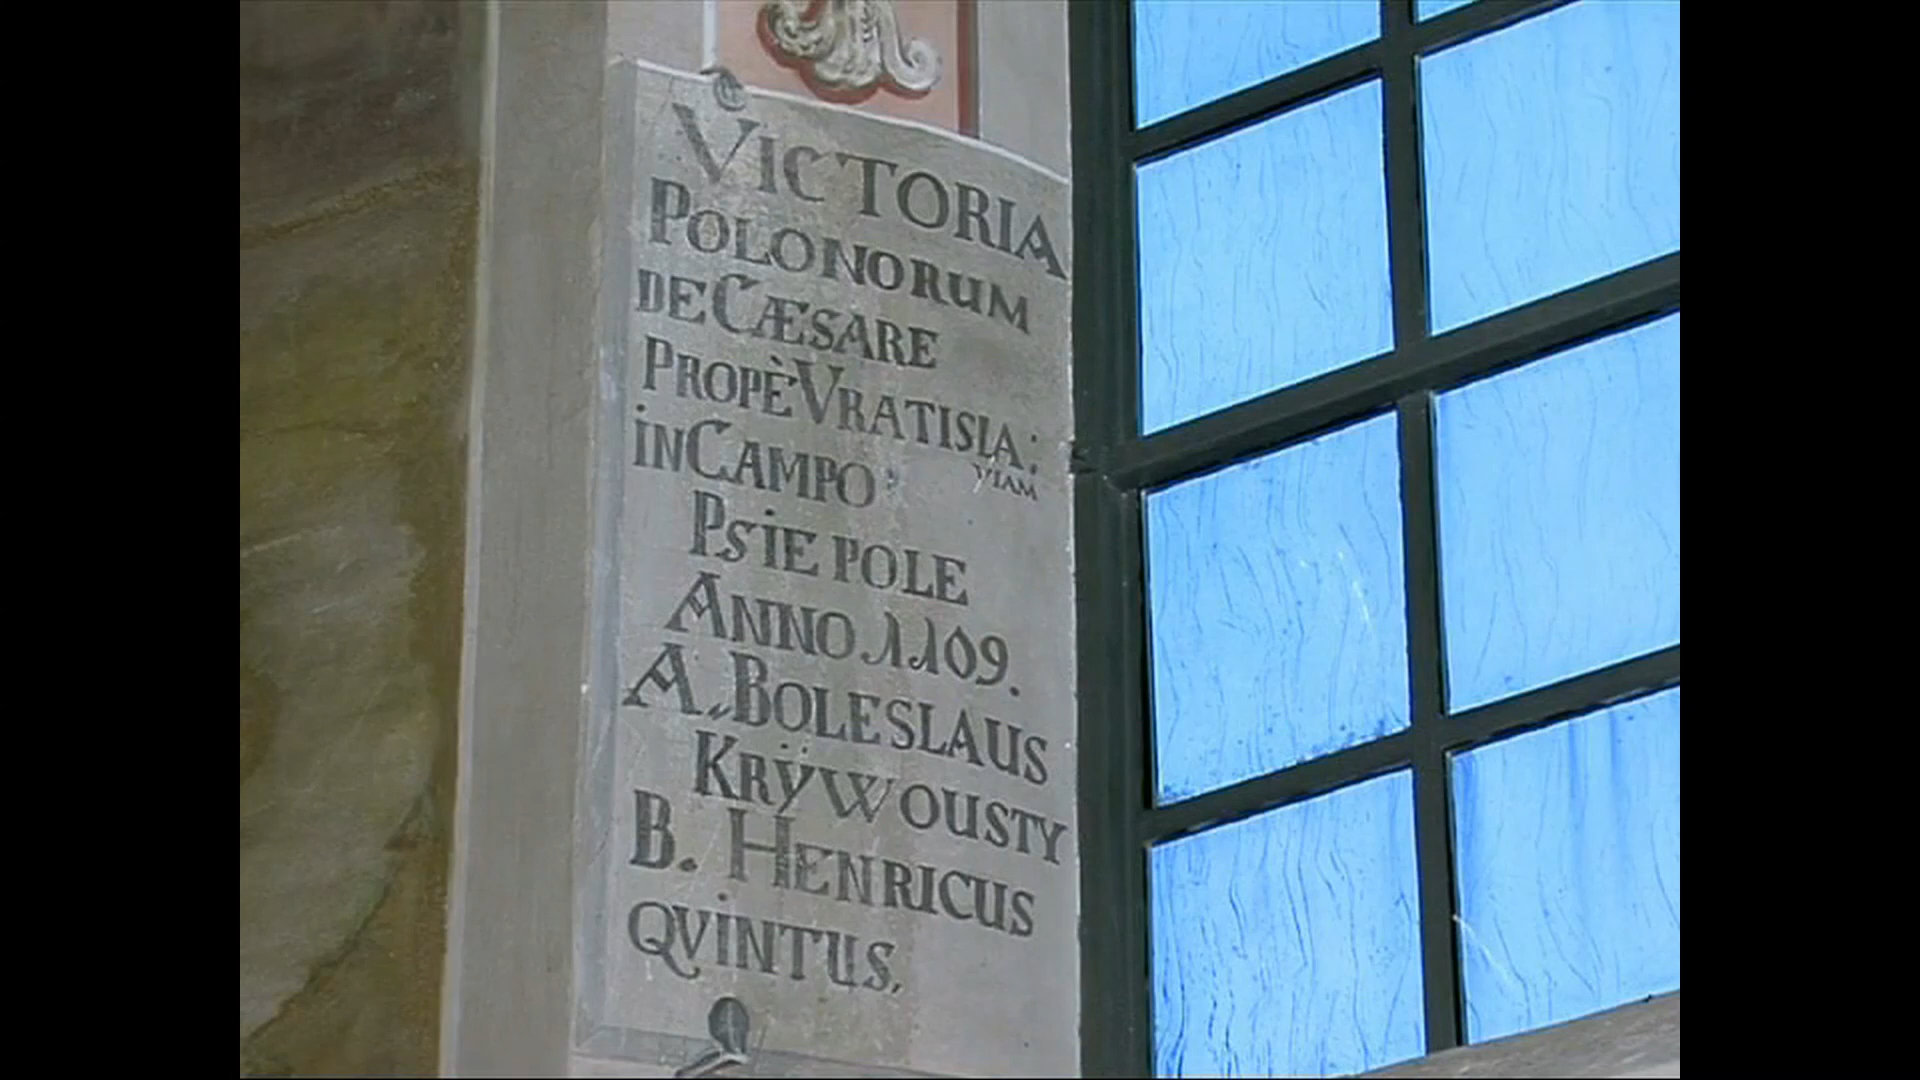 VICTORIA
POLONORUM
DE CÆSARE
PROPÈ VRATISLA:
VIAM
IN CAMPO:
PSIE POLE
ANNO 1109.
A. BOLESLAUS
KRŸWOUSTY
B. HENRICUS
QVINTUS.